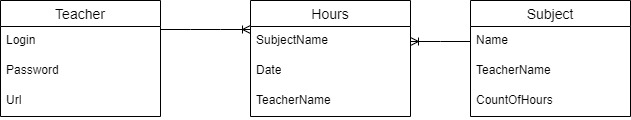 Teacher
Login
Password
Url
Hours
SubjectName
Date
TeacherName
Subject
Name
TeacherName
CountOfHours